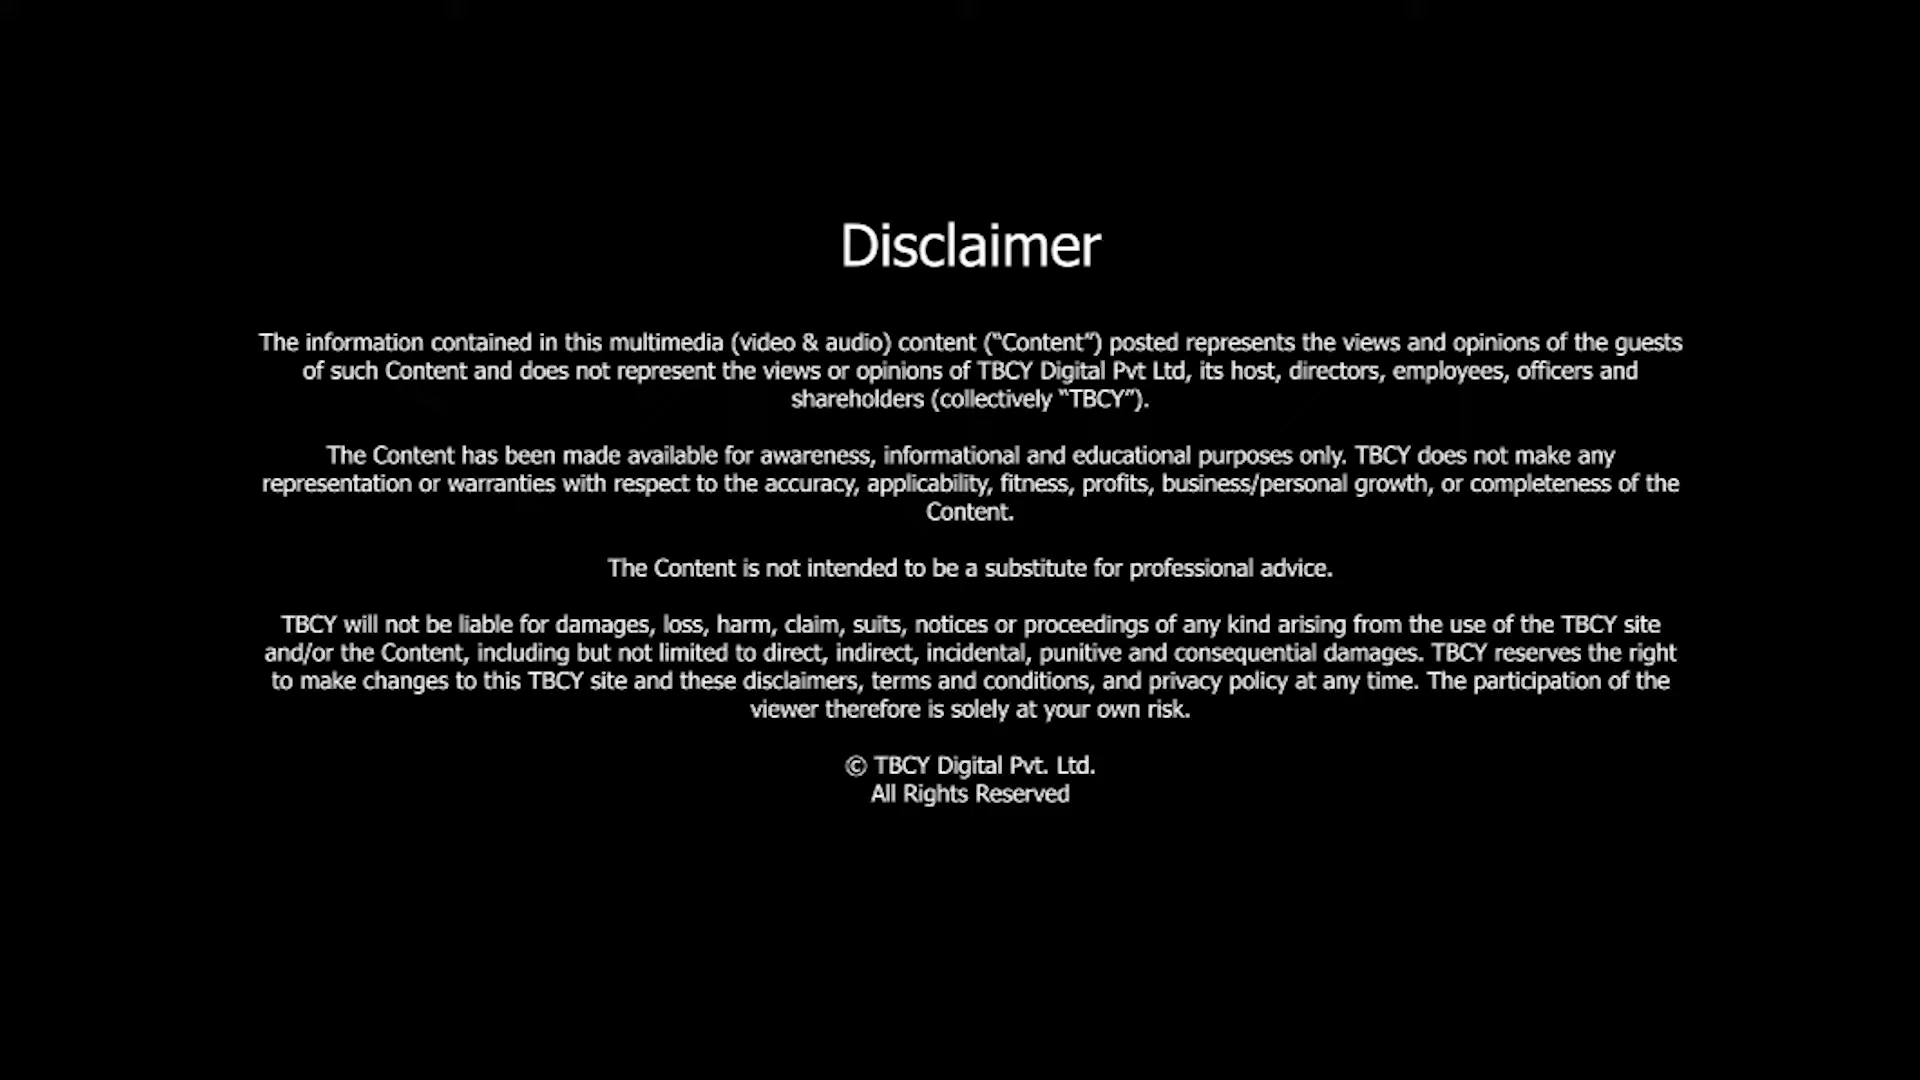 Disclaimer
The information contained in this multimedia (video & audio) content (“Content”) posted represents the views and opinions of the guests
of such Content and does not represent the views or opinions of TBCY Digital Pvt Ltd, its host, directors, employees, officers and
shareholders (collectively “TBCY”).
The Content has been made available for awareness, informational and educational purposes only. TBCY does not make any
representation or warranties with respect to the accuracy, applicability, fitness, profits, business/personal growth, or completeness of the
Content.
The Content is not intended to be a substitute for professional advice.
TBCY will not be liable for damages, loss, harm, claim, suits, notices or proceedings of any kind arising from the use of the TBCY site
and/or the Content, including but not limited to direct, indirect, incidental, punitive and consequential damages. TBCY reserves the right
to make changes to this TBCY site and these disclaimers, terms and conditions, and privacy policy at any time. The participation of the
viewer therefore is solely at your own risk.
© TBCY Digital Pvt. Ltd.
All Rights Reserved